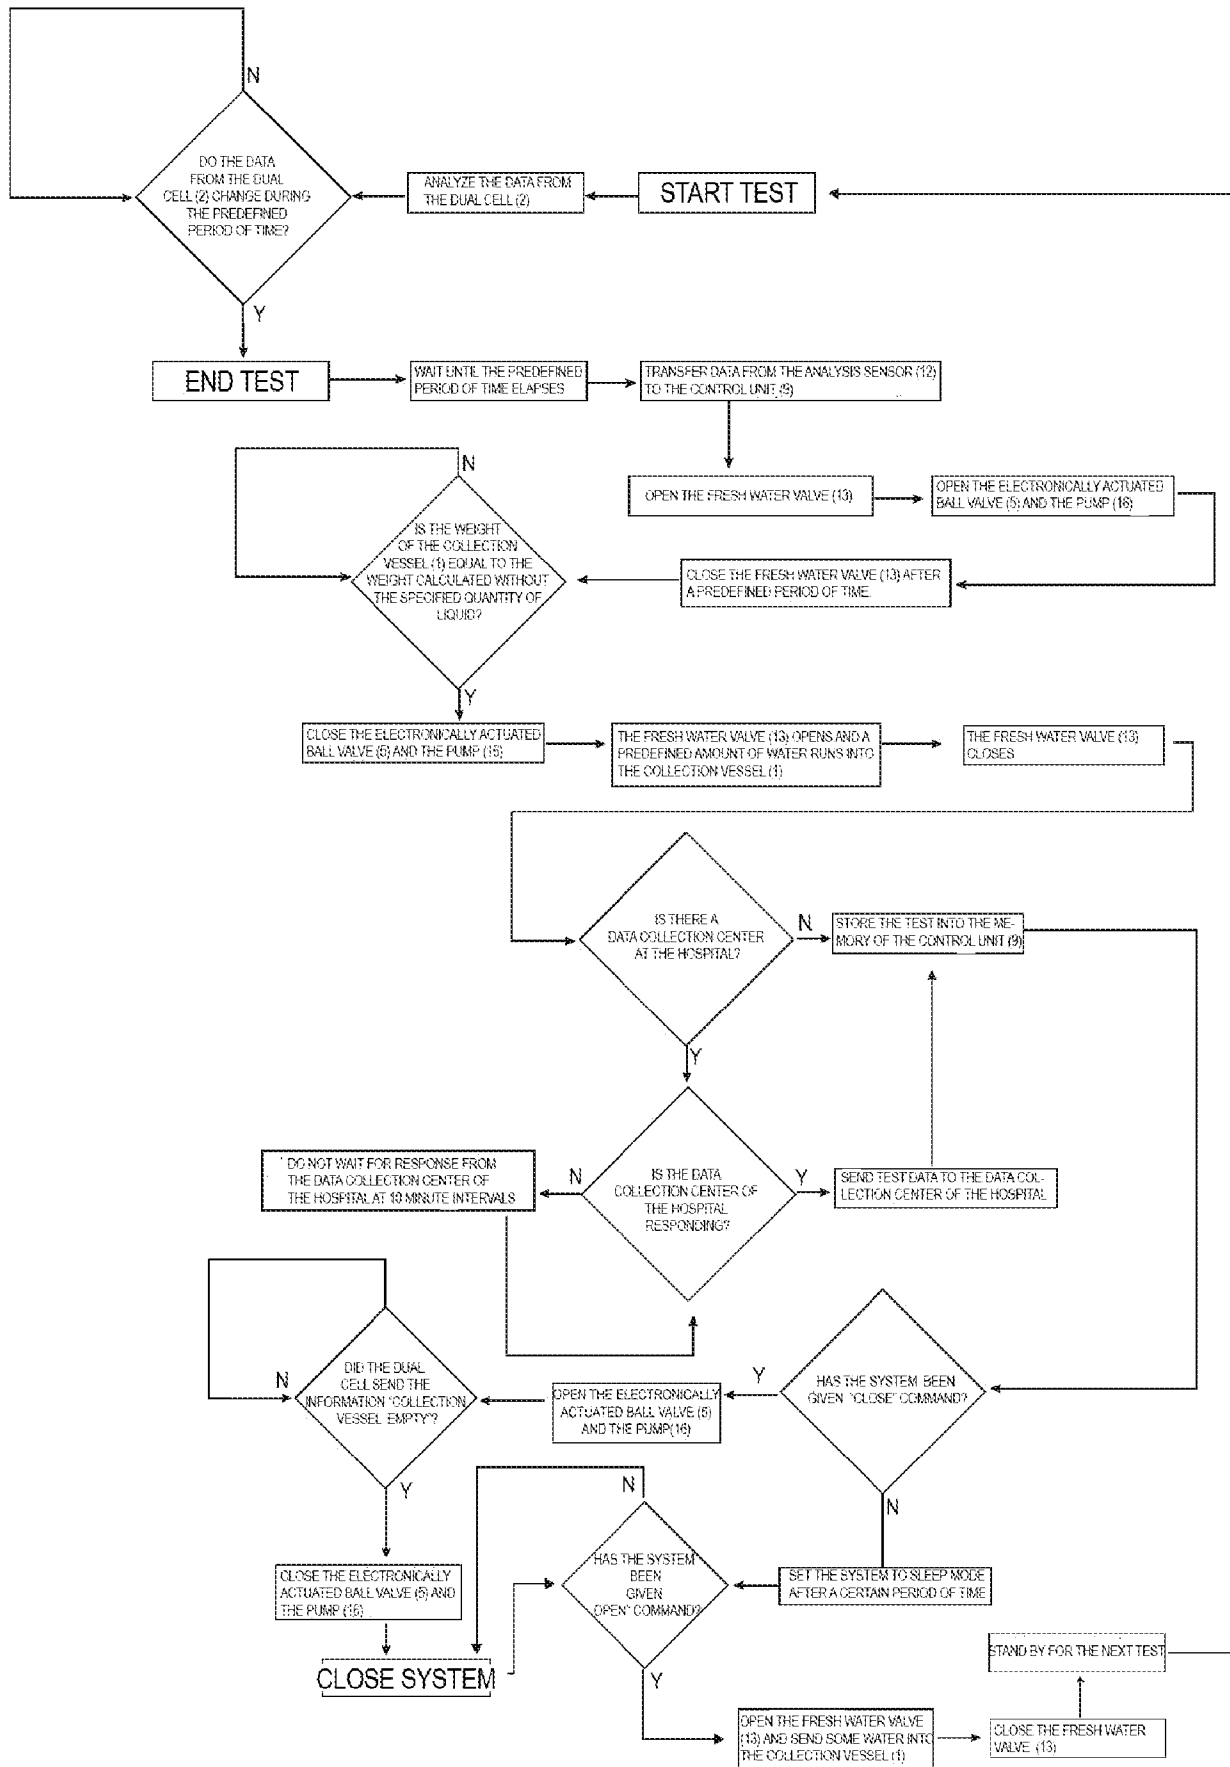 N
DO THE DATA
FROM THE DUAL
CELL (2) CHANGE DURING
THE PREDEFINED
PERIOD OF TIME?
ANALYZE THE DATA FROM
THE DUAL CELL (2)
START TEST
Y
END TEST
WAIT UNTIL THE PREDEFINED
PERIOD OF TIME ELAPSES
TRANSFER DATA FROM THE ANALYSIS SENSOR (12)
TO THE CONTROL UNIT (9)
N
OPEN THE FRESH WATER VALVE (13)
OPEN THE ELECTRONICALLY ACTUATED
BALL VALVE (5) AND THE PUMP (16)
IS THE WEIGHT
OF THE COLLECTION
VESSEL (1) EQUAL TO THE
WEIGHT CALCULATED WITHOUT
THE SPECIFIED QUANTITY OF
LIQUID?
CLOSE THE FRESH WATER VALVE (13) AFTER
A PREDEFINED PERIOD OF TIME.
Y
CLOSE THE ELECTRONICALLY ACTUATED
BALL VALVE (5) AND THE PUMP (16)
THE FRESH WATER VALVE (13) OPENS AND A
PREDEFINED AMOUNT OF WATER RUNS INTO
THE COLLECTION VESSEL (1)
THE FRESH WATER VALVE (13)
CLOSES
IS THERE A
DATA COLLECTION CENTER
AT THE HOSPITAL?
N
STORE THE TEST INTO THE ME-
MORY OF THE CONTROL UNIT (9)
Y
DO NOT WAIT FOR RESPONSE FROM
THE DATA COLLECTION CENTER OF
THE HOSPITAL AT 10 MINUTE INTERVALS
N
IS THE DATA
COLLECTION CENTER OF
THE HOSPITAL
RESPONDING?
Y
SEND TEST DATA TO THE DATA COL-
LECTION CENTER OF THE HOSPITAL
N
DID THE DUAL
CELL SEND THE
INFORMATION "COLLECTION
VESSEL EMPTY"?
OPEN THE ELECTRONICALLY
ACTUATED BALL VALVE (5)
AND THE PUMP(16)
Y
HAS THE SYSTEM BEEN
GIVEN "CLOSE" COMMAND?
Y
N
N
CLOSE THE ELECTRONICALLY
ACTUATED BALL VALVE (5) AND
THE PUMP (16)
HAS THE SYSTEM
BEEN
GIVEN
OPEN" COMMAND?
SET THE SYSTEM TO SLEEP MODE
AFTER A CERTAIN PERIOD OF TIME
CLOSE SYSTEM
Y
STAND BY FOR THE NEXT TEST
OPEN THE FRESH WATER VALVE
(13) AND SEND SOME WATER INTO
THE COLLECTION VESSEL (1)
CLOSE THE FRESH WATER
VALVE (13)